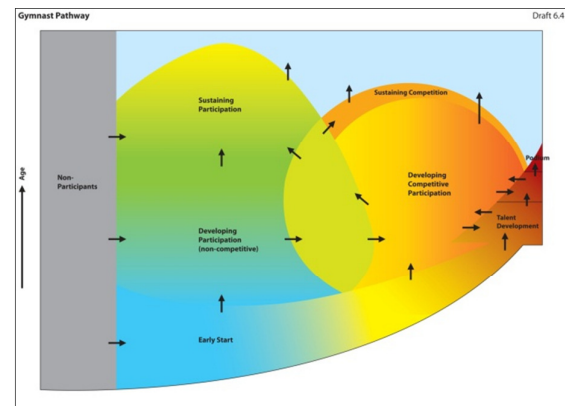 Gymnast Pathway
Draft 6.4
Sustaining Competition
Sustaining
Participation
Podium
Age
Non-
Participants
Developing
Competitive
Participation
Talent
Development
Developing
Participation
(non-competitive)
Early Start